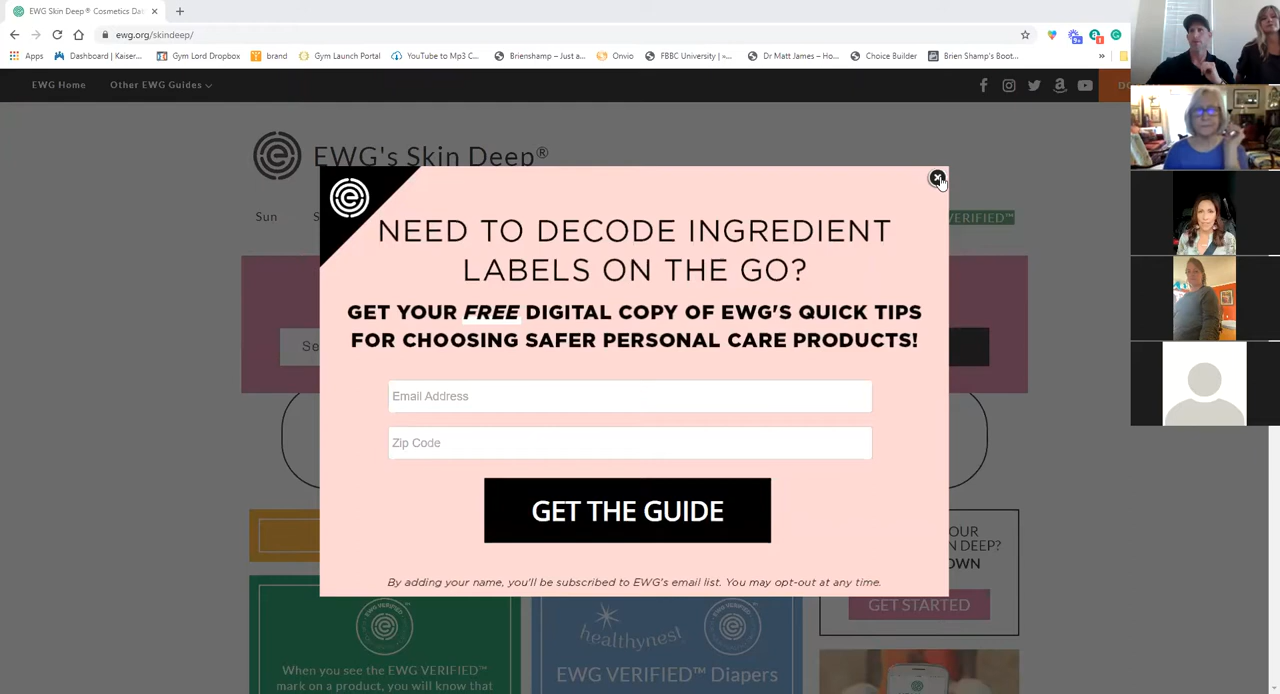 EWG Skin Deep® Cosmetics Da
ewg.org/skindeep/
Apps
Dashboard | Kaiser...
Gym Lord Dropbox
brand
Gym Launch Portal
YouTube to Mp3 C...
Brienshamp – Just a...
Onvio
FBBC University | »...
Dr Matt James – Ho...
Choice Builder
Brien Shamp's Boot...
»
EWG Home
Other EWG Guides
EWG's Skin Deep®
Sun
VERIFIED™
NEED TO DECODE INGREDIENT
LABELS ON THE GO?
GET YOUR FREE DIGITAL COPY OF EWG'S QUICK TIPS
FOR CHOOSING SAFER PERSONAL CARE PRODUCTS!
Se
Email Address
Zip Code
GET THE GUIDE
By adding your name, you'll be subscribed to EWG's email list. You may opt-out at any time.
OUR
N DEEP?
OWN
GET STARTED
EWG VERIFIED
When you see the EWG VERIFIED™
mark on a product, you will know that
healthynest
EWG VERIFIED
EWG VERIFIED™ Diapers